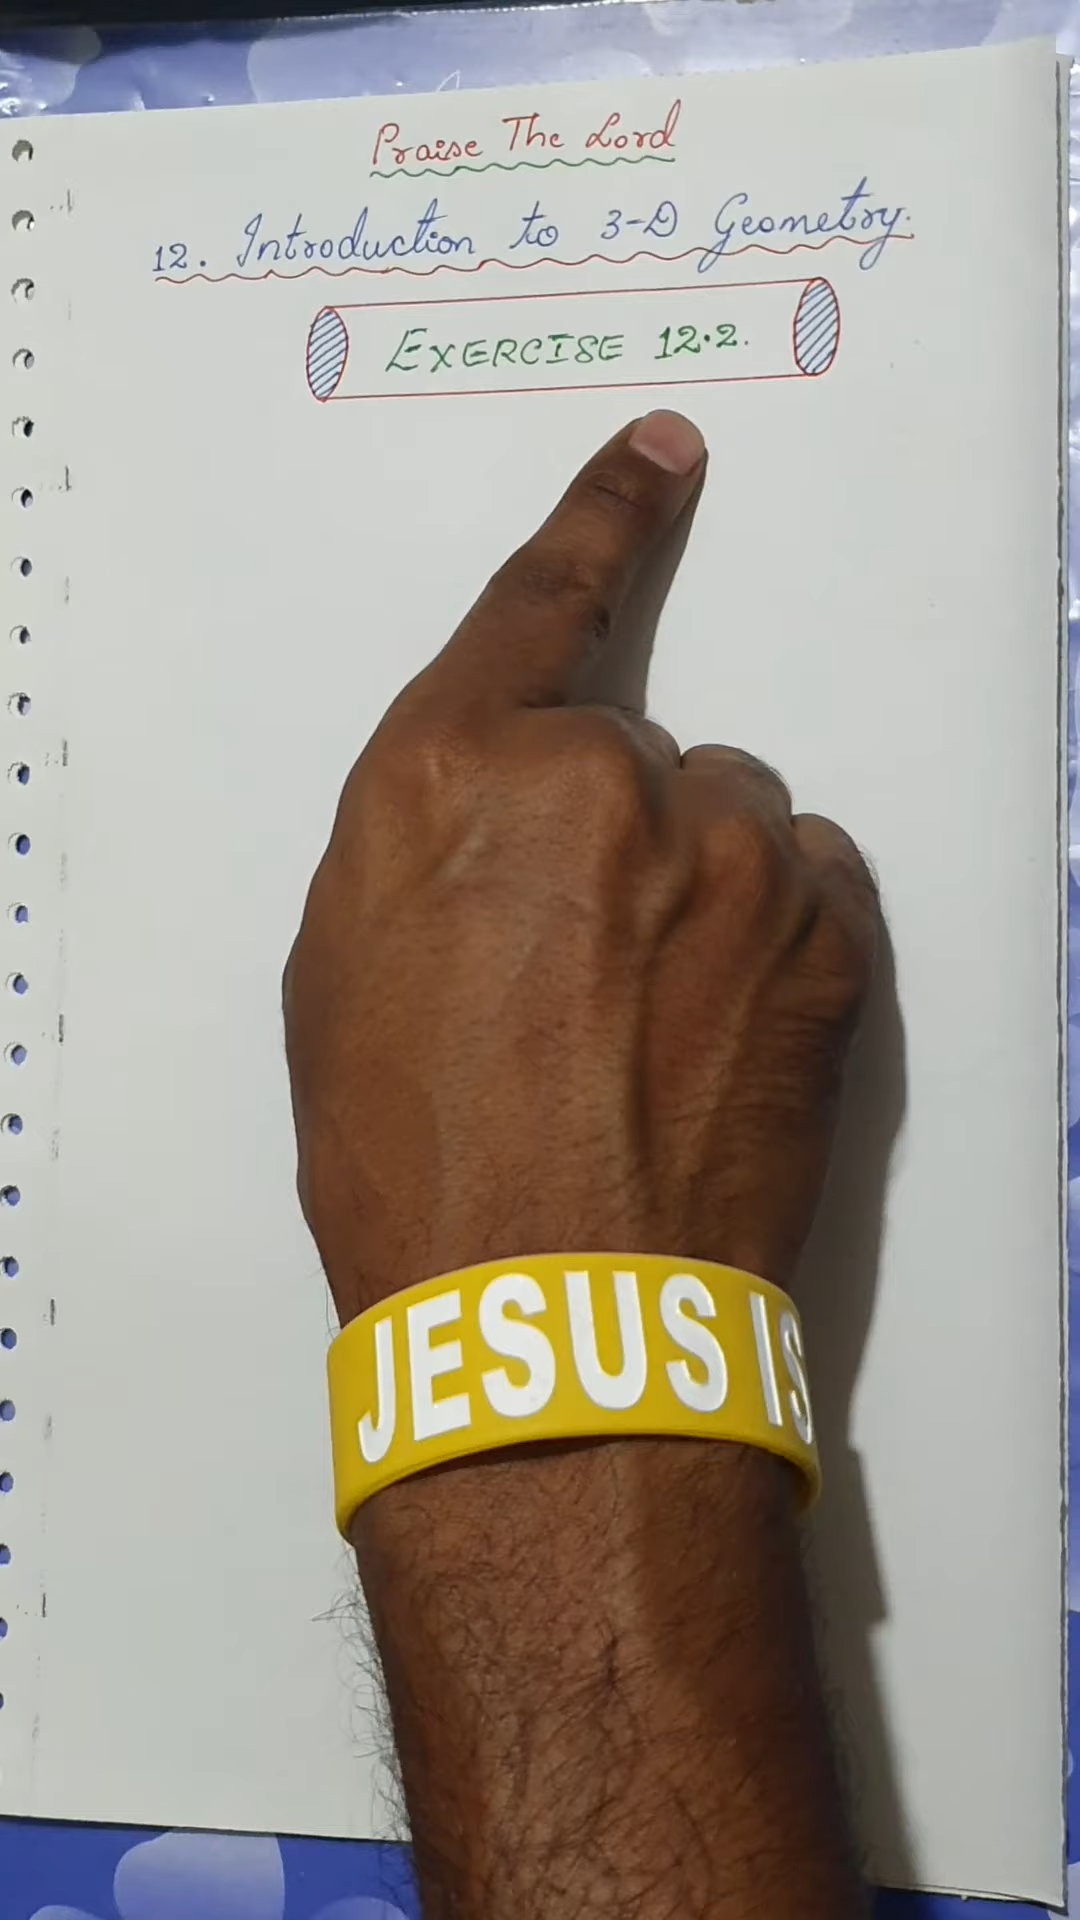 Praise The Lord
12. Introduction to 3-D Geometry.
EXERCISE 12.2.
JESUS IS